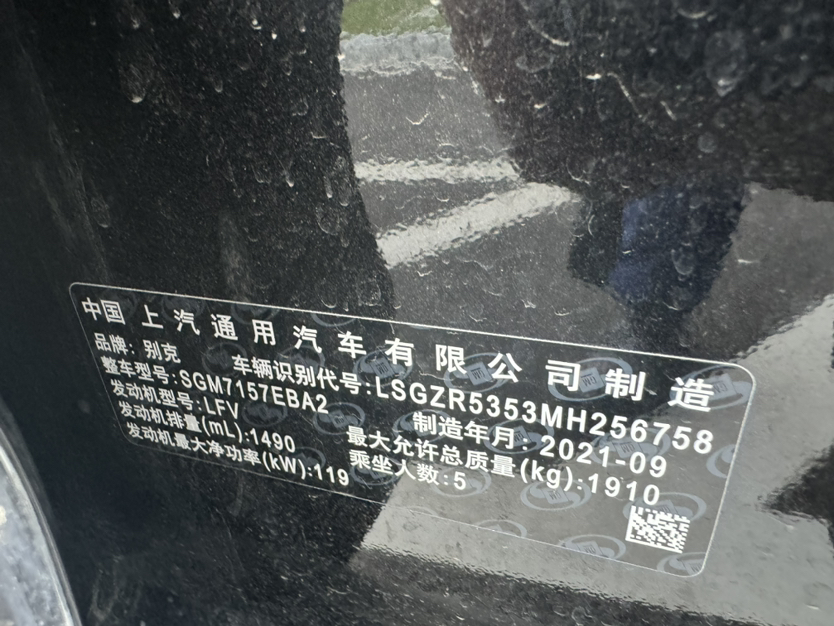 中国 上汽通用汽车有限公司制造
品牌:别克 车辆识别代号:LSGZR5353MH256758
整车型号:SGM7157EBA2 制造年月:2021-09
发动机型号:LFV 最大允许总质量(kg):1910
发动机排量(mL):1490 乘坐人数:5
发动机最大净功率(kW):119